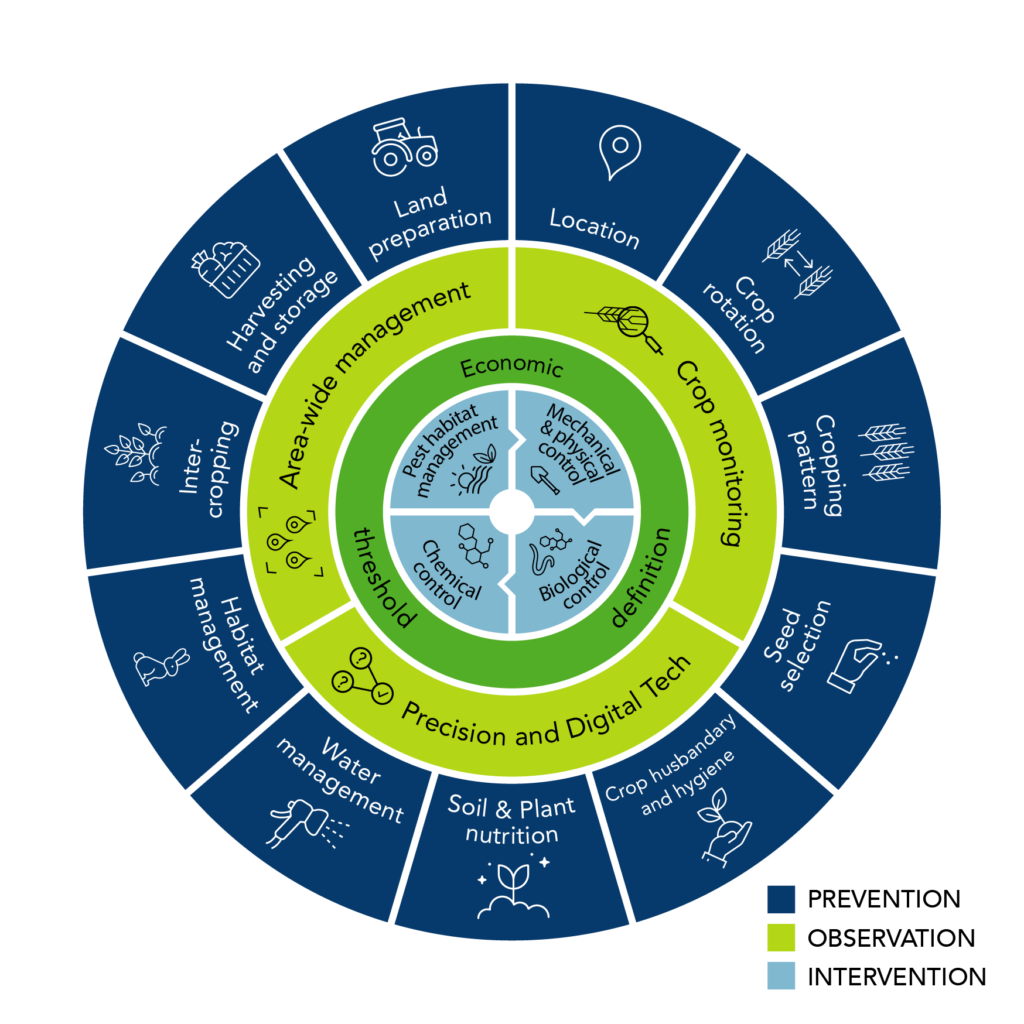 Land
preparation
Location
Crop
rotation
Cropping
pattern
Seed
selection
Crop husbandary
and hygiene
Soil & Plant
nutrition
Water
management
Habitat
management
Inter-
cropping
Harvesting
and storage
Area-wide management
Crop monitoring
Precision and Digital Tech
Economic
threshold
definition
Pest habitat
management
Mechanical
& physical
control
Biological
control
Chemical
control
?
?
PREVENTION
OBSERVATION
INTERVENTION